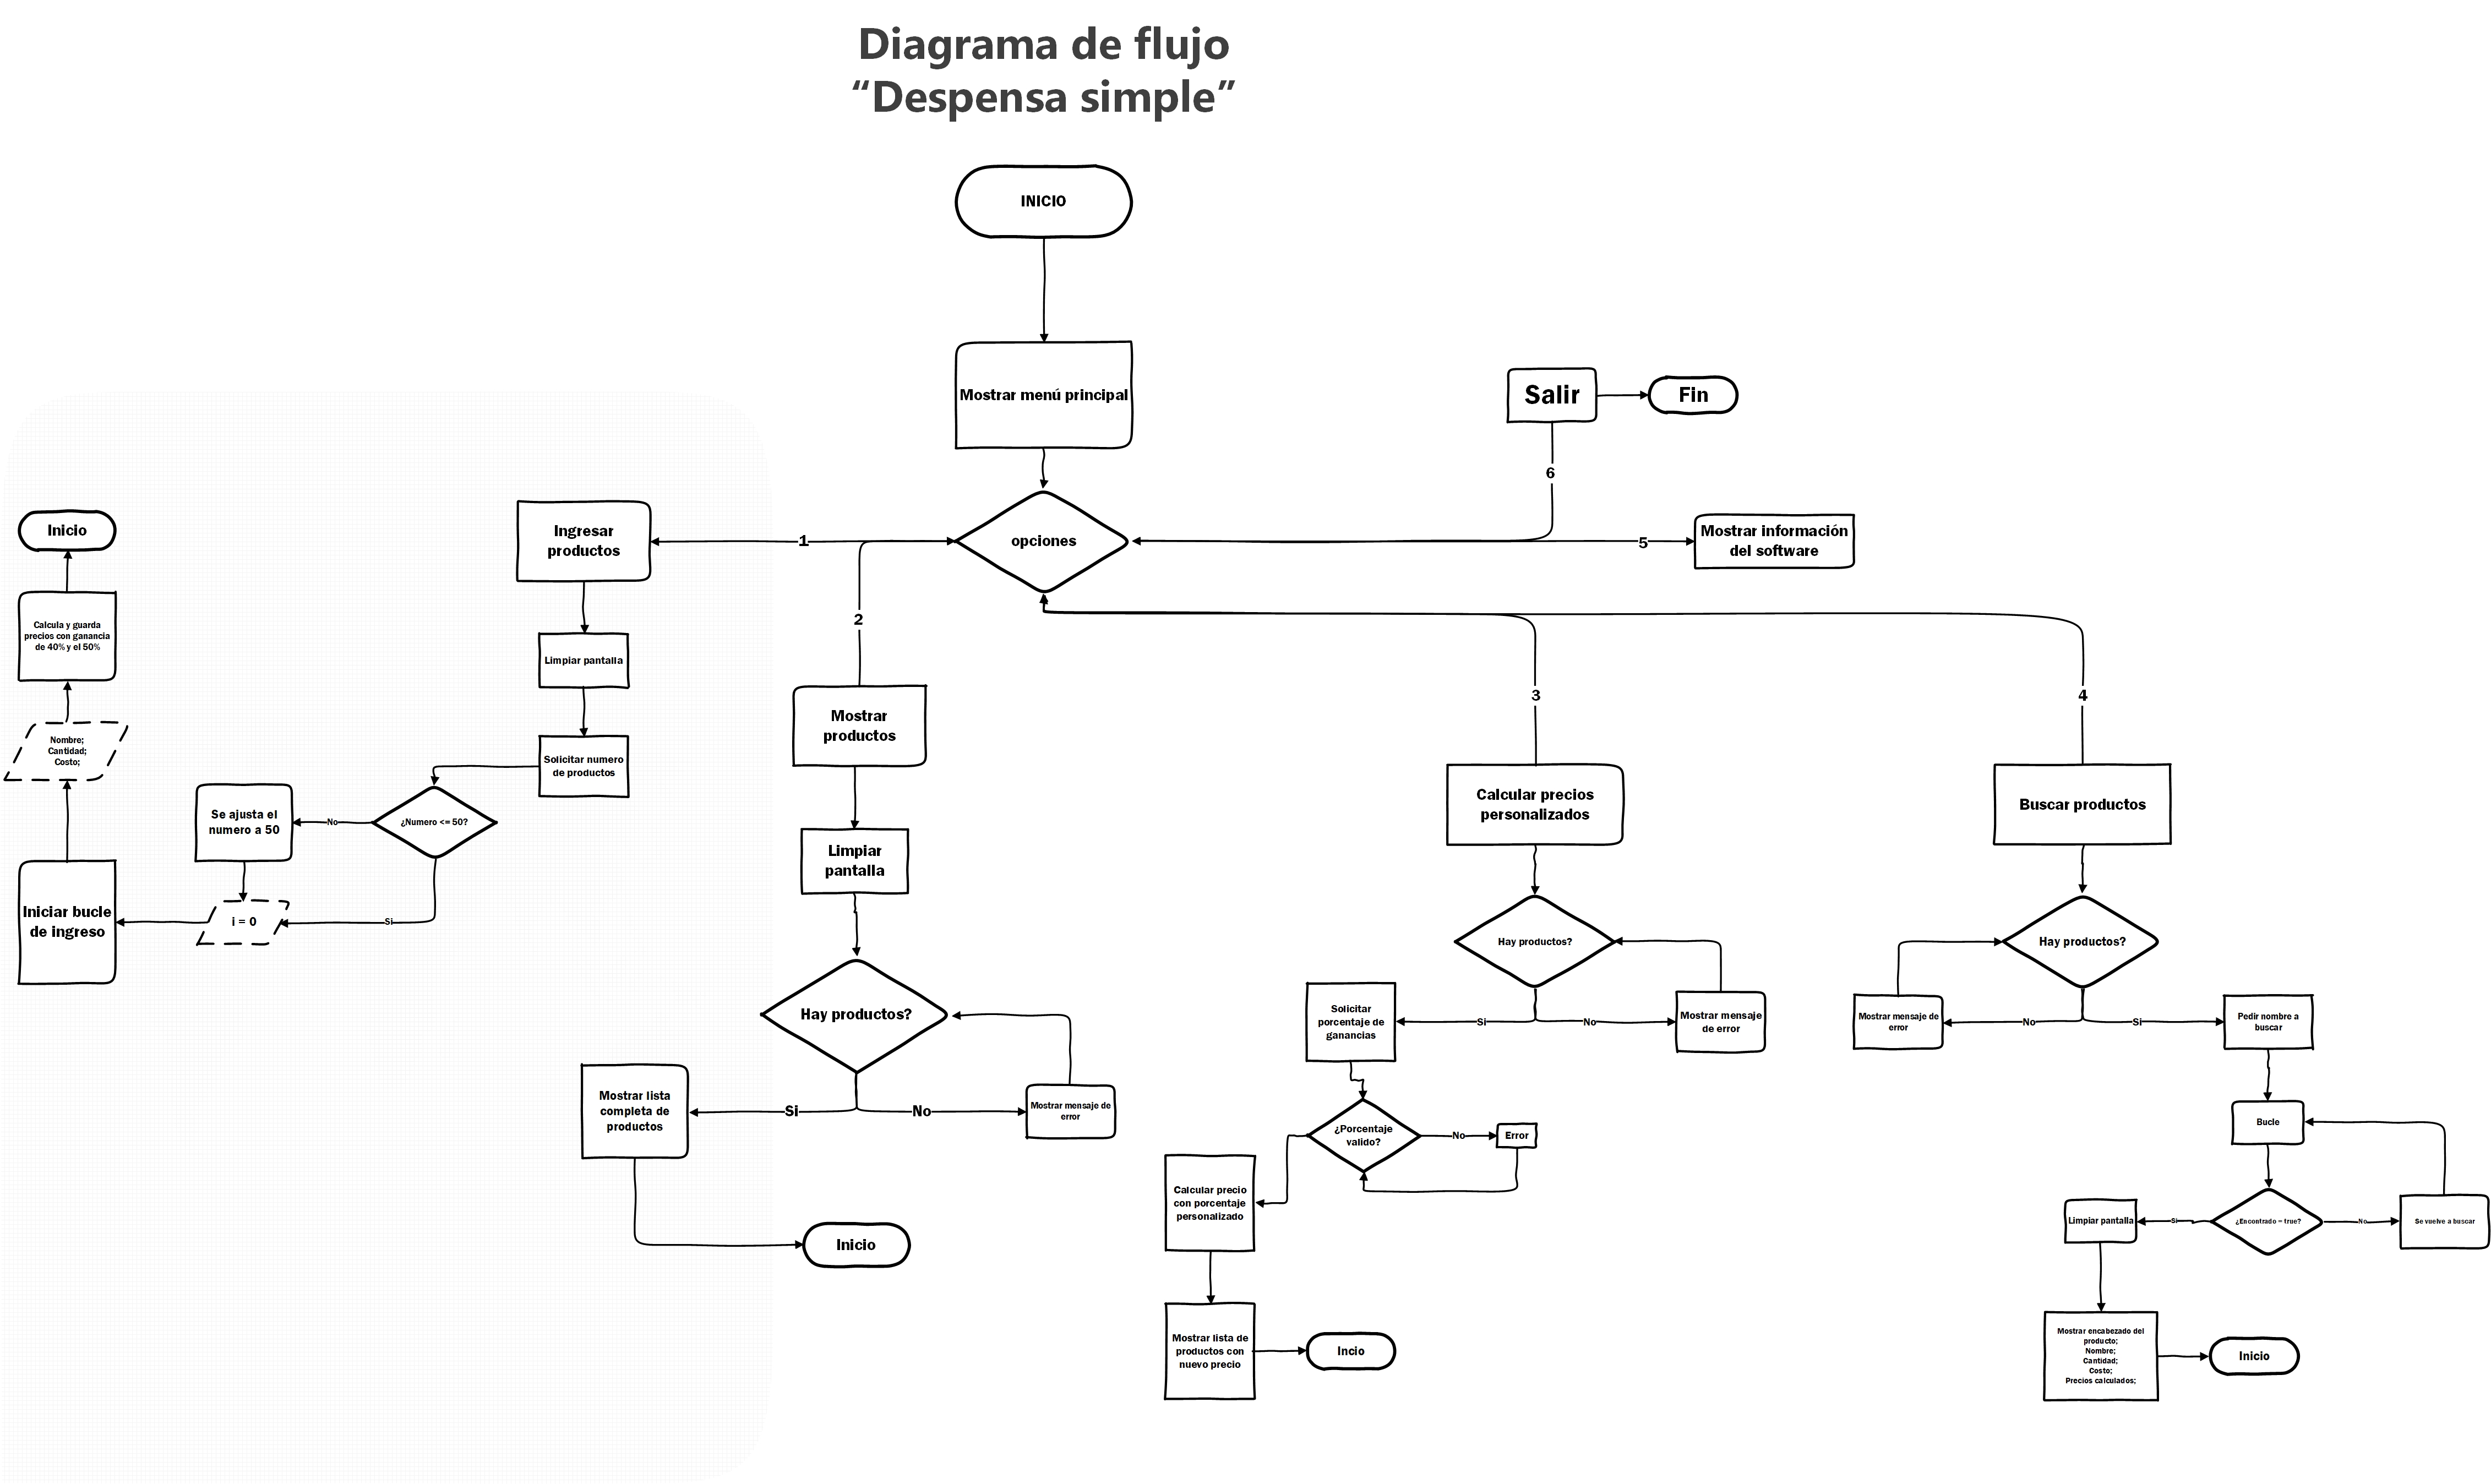 Diagrama de flujo
“Despensa simple”
INICIO
Mostrar menú principal
Salir
Fin
6
opciones
1
5
Mostrar información
del software
Ingresar
productos
Limpiar pantalla
Solicitar numero
de productos
¿Numero <= 50?
No
Si
Se ajusta el
numero a 50
i = 0
Iniciar bucle
de ingreso
Nombre;
Cantidad;
Costo;
Calcula y guarda
precios con ganancia
de 40% y el 50%
Inicio
2
Mostrar
productos
Limpiar
pantalla
Hay productos?
Si
No
Mostrar mensaje de
error
Mostrar lista
completa de
productos
Inicio
3
Calcular precios
personalizados
Hay productos?
Si
No
Mostrar mensaje
de error
Solicitar
porcentaje de
ganancias
¿Porcentaje
valido?
No
Error
Calcular precio
con porcentaje
personalizado
Mostrar lista de
productos con
nuevo precio
Incio
4
Buscar productos
Hay productos?
No
Si
Mostrar mensaje de
error
Pedir nombre a
buscar
Bucle
¿Encontrado = true?
Si
No
Se vuelve a buscar
Limpiar pantalla
Mostrar encabezado del
producto;
Nombre;
Cantidad;
Costo;
Precios calculados;
Inicio